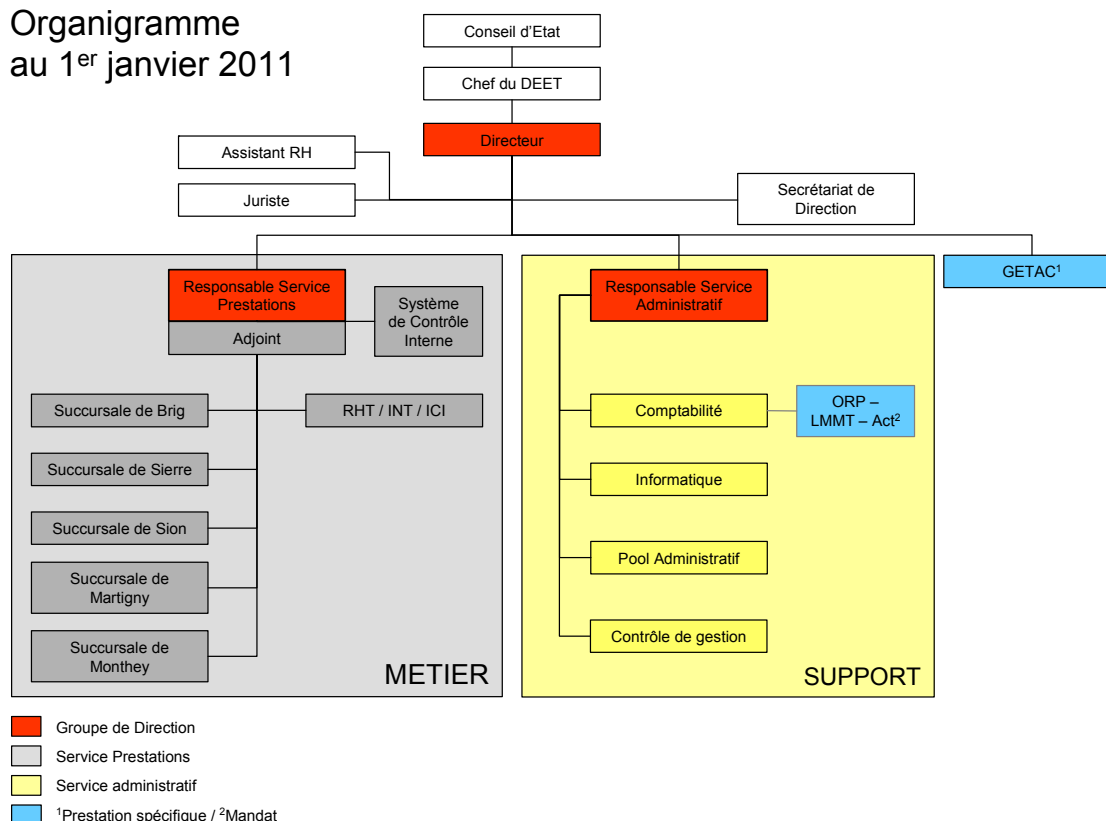 Organigramme
au 1er janvier 2011
Conseil d'Etat
Chef du DEET
Directeur
Assistant RH
Juriste
Secrétariat de
Direction
GETAC¹
Responsable Service
Prestations
Adjoint
Système
de Contrôle
Interne
Succursale de Brig
RHT / INT / ICI
Succursale de Sierre
Succursale de Sion
Succursale de
Martigny
Succursale de
Monthey
METIER
Responsable Service
Administratif
Comptabilité
ORP –
LMMT – Act²
Informatique
Pool Administratif
Contrôle de gestion
SUPPORT
Groupe de Direction
Service Prestations
Service administratif
¹Prestation spécifique / ²Mandat